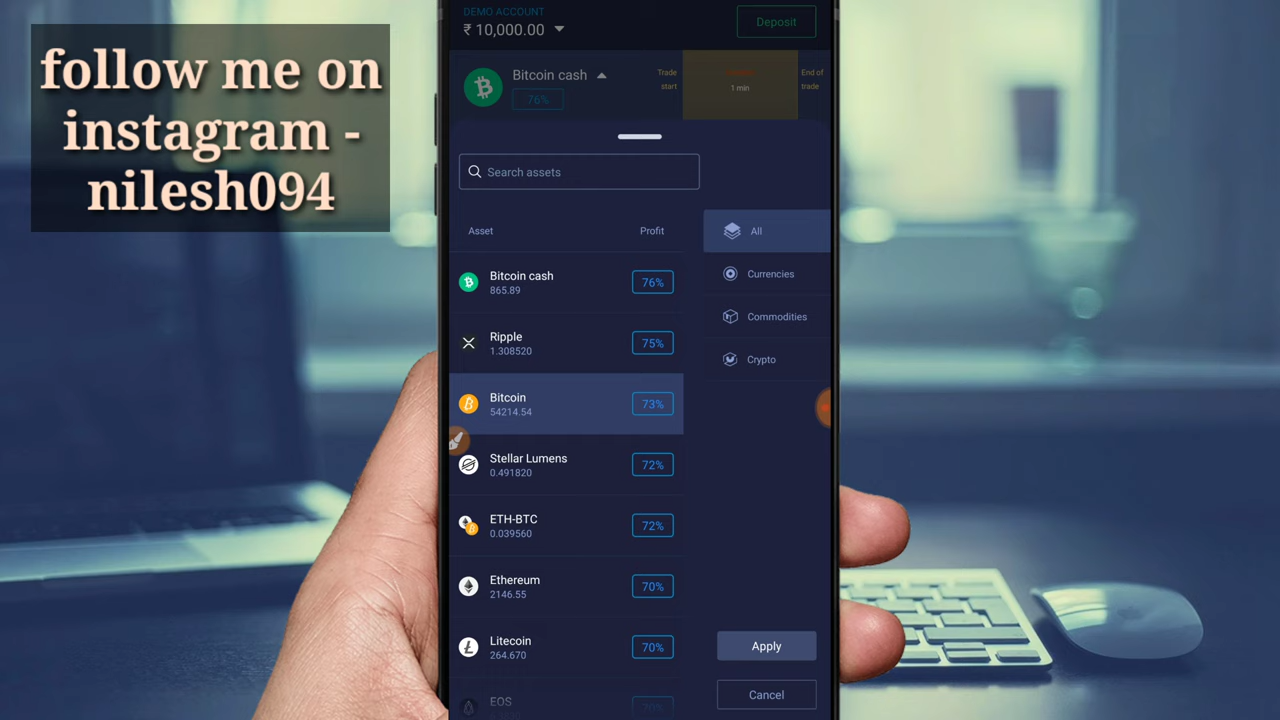 follow me on
instagram -
nilesh094
DEMO ACCOUNT
₹ 10,000.00
Deposit
Bitcoin cash
76%
Trade
start
1 min
End of
trade
Search assets
Asset Profit
All
Currencies
Commodities
Crypto
Bitcoin cash
865.89
76%
Ripple
1.308520
75%
Bitcoin
54214.54
73%
Stellar Lumens
0.491820
72%
ETH-BTC
0.039560
72%
Ethereum
2146.55
70%
Litecoin
264.670
70%
EOS
70%
Apply
Cancel